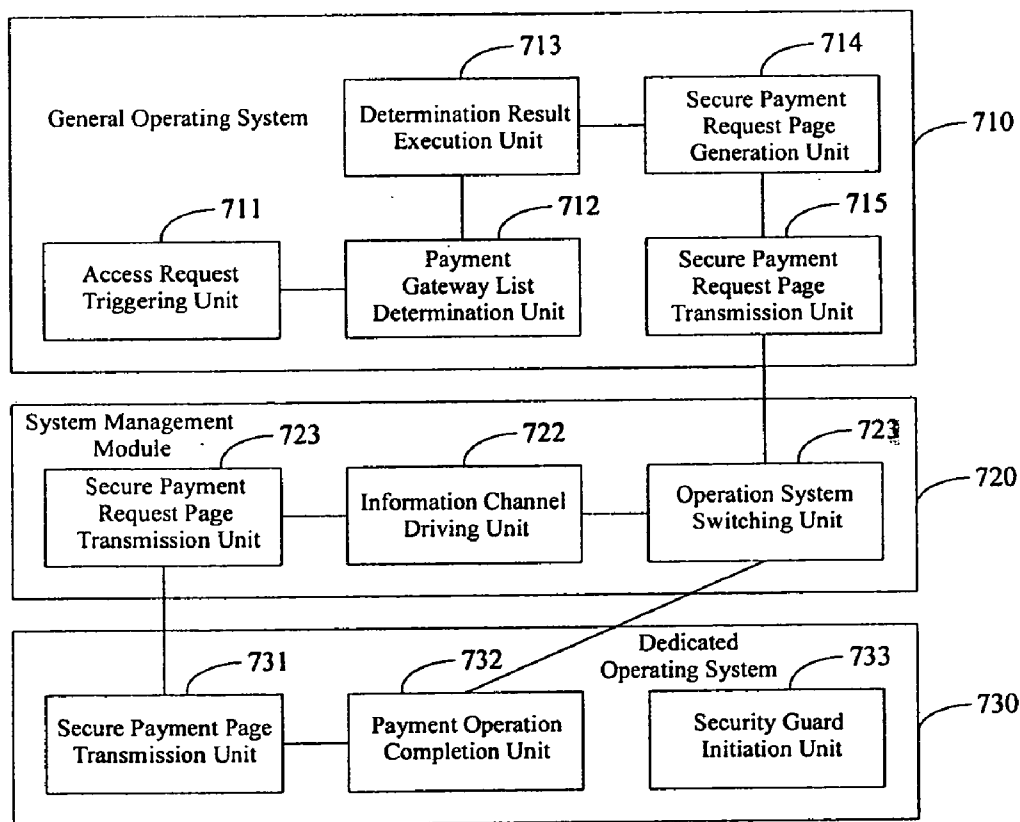 713
714
General Operating System
Determination Result
Execution Unit
Secure Payment
Request Page
Generation Unit
710
711
712
715
Access Request
Triggering Unit
Payment
Gateway List
Determination Unit
Secure Payment
Request Page
Transmission Unit
System Management
Module
723
722
723
Secure Payment
Request Page
Transmission Unit
Information Channel
Driving Unit
Operation System
Switching Unit
720
Dedicated
Operating System
731
732
733
Secure Payment Page
Transmission Unit
Payment Operation
Completion Unit
Security Guard
Initiation Unit
730